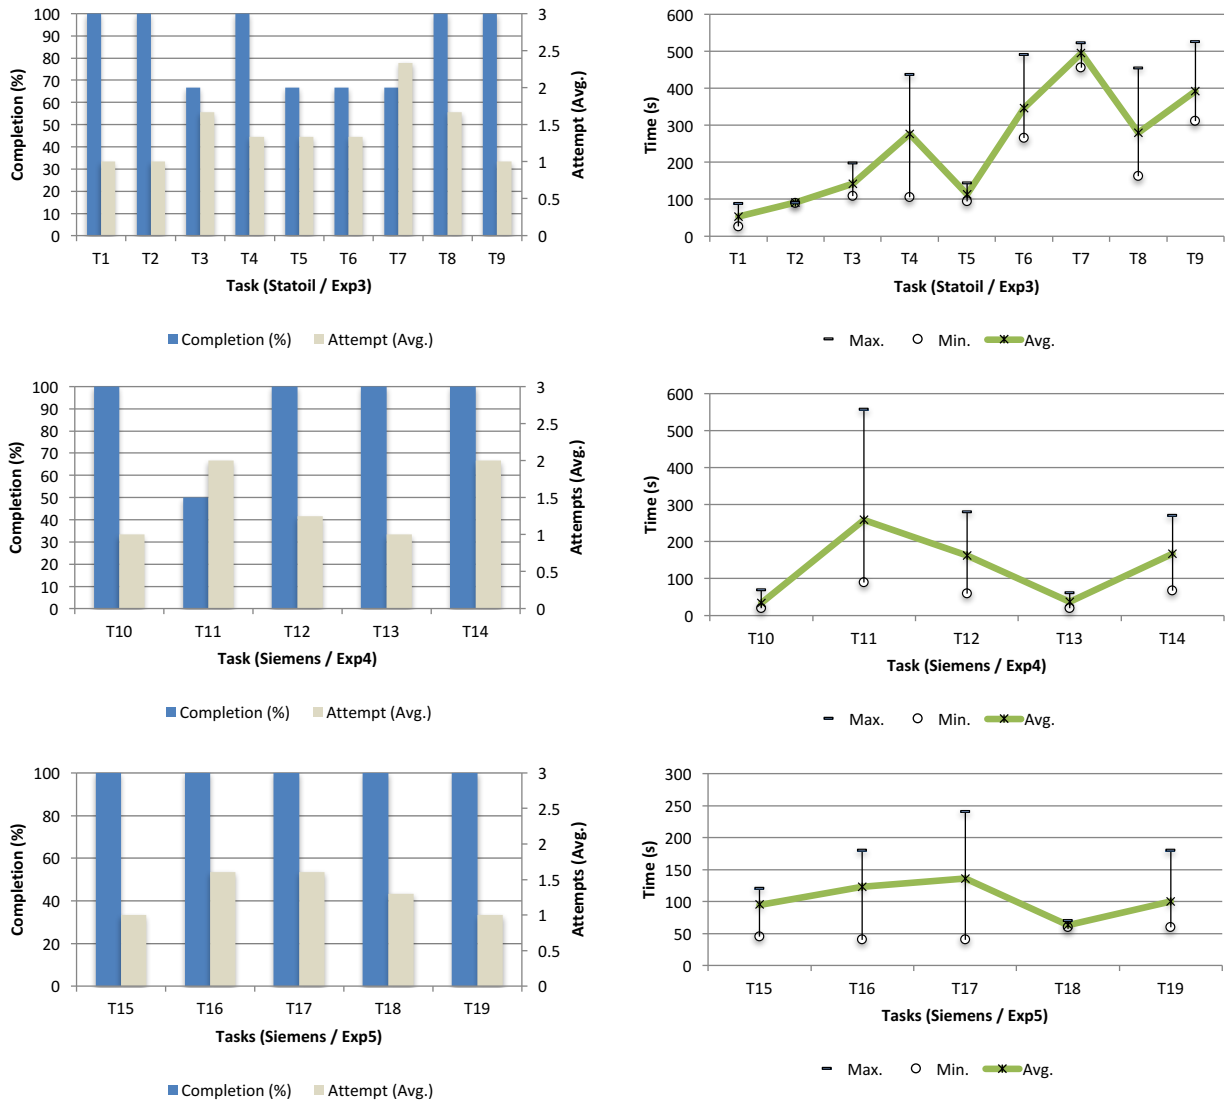 100
90
80
70
60
50
40
30
20
10
0
Completion (%)
3
2.5
2
1.5
1
0.5
0
Attempt (Avg.)
T1 T2 T3 T4 T5 T6 T7 T8 T9
Task (Statoil / Exp3)
Completion (%) Attempt (Avg.)
600
500
400
300
200
100
0
Time (s)
T1 T2 T3 T4 T5 T6 T7 T8 T9
Task (Statoil / Exp3)
Max. Min. Avg.
100
90
80
70
60
50
40
30
20
10
0
Completion (%)
3
2.5
2
1.5
1
0.5
0
Attempts (Avg.)
T10 T11 T12 T13 T14
Task (Siemens / Exp4)
Completion (%) Attempt (Avg.)
600
500
400
300
200
100
0
Time (s)
T10 T11 T12 T13 T14
Task (Siemens / Exp4)
Max. Min. Avg.
100
80
60
40
20
0
Completion (%)
3
2.5
2
1.5
1
0.5
0
Attempts (Avg.)
T15 T16 T17 T18 T19
Tasks (Siemens / Exp5)
Completion (%) Attempt (Avg.)
300
250
200
150
100
50
0
Time (s)
T15 T16 T17 T18 T19
Tasks (Siemens / Exp5)
Max. Min. Avg.